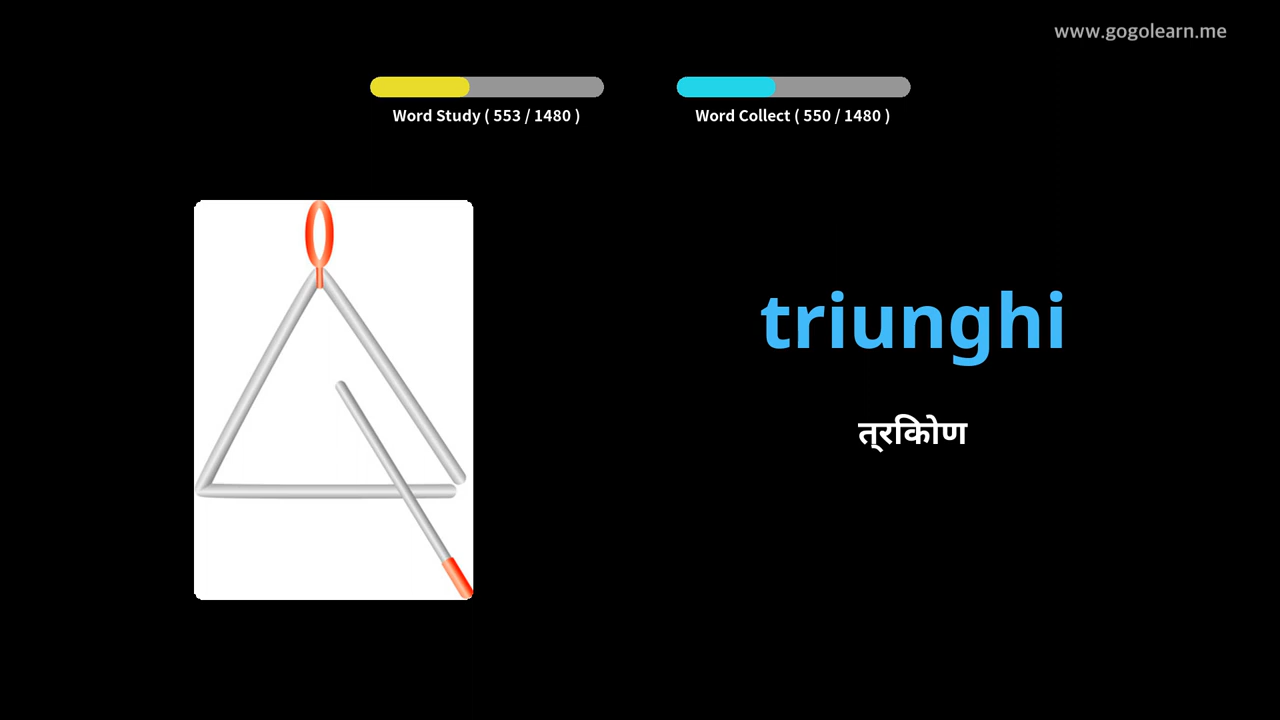 www.gogolearn.me
Word Study ( 553 / 1480 )
Word Collect ( 550 / 1480 )
triunghi
त्रिकोण